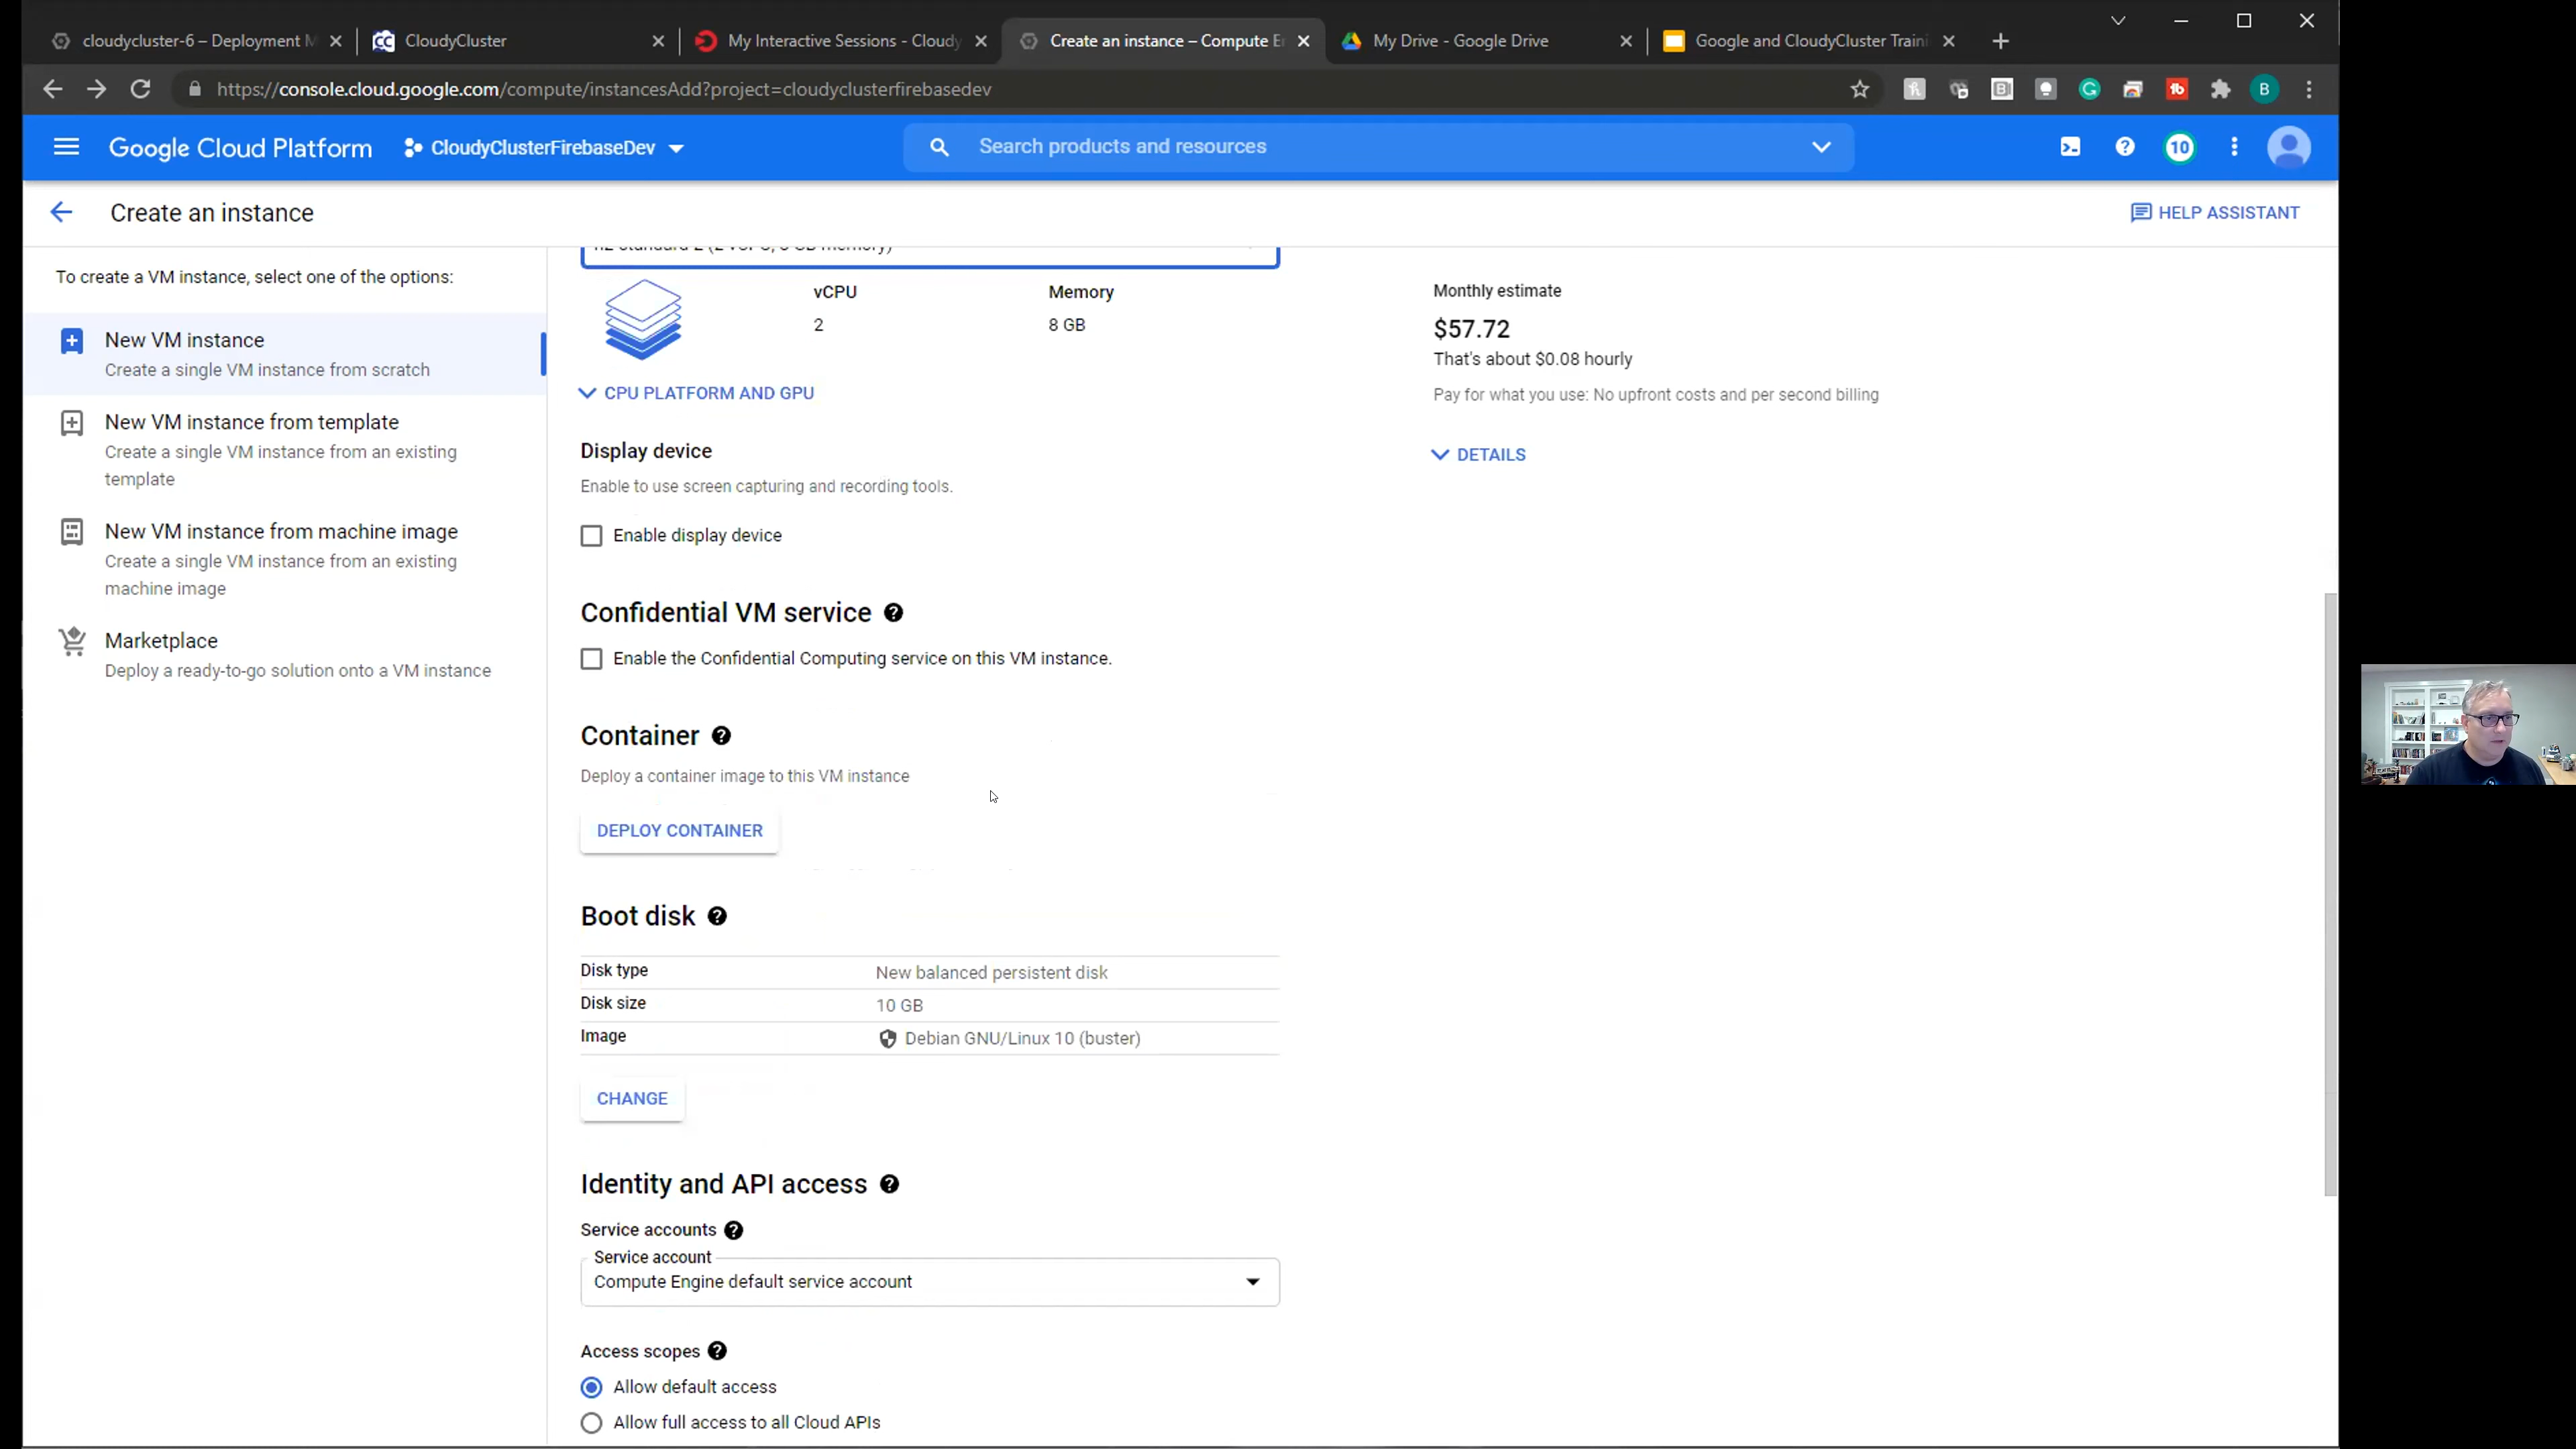 cloudycluster-6 – Deployment M
CloudyCluster
My Interactive Sessions - Cloudy
Create an instance – Compute E
My Drive - Google Drive
Google and CloudyCluster Traini
https://console.cloud.google.com/compute/instancesAdd?project=cloudyclusterfirebasedev
B
Google Cloud Platform
CloudyClusterFirebaseDev
Search products and resources
10
Create an instance
HELP ASSISTANT
To create a VM instance, select one of the options:
New VM instance
Create a single VM instance from scratch
New VM instance from template
Create a single VM instance from an existing
template
New VM instance from machine image
Create a single VM instance from an existing
machine image
Marketplace
Deploy a ready-to-go solution onto a VM instance
vCPU
Memory
2
8 GB
CPU PLATFORM AND GPU
Display device
Enable to use screen capturing and recording tools.
Enable display device
Confidential VM service
Enable the Confidential Computing service on this VM instance.
Container
Deploy a container image to this VM instance
DEPLOY CONTAINER
Boot disk
Disk type New balanced persistent disk
Disk size 10 GB
Image Debian GNU/Linux 10 (buster)
CHANGE
Identity and API access
Service accounts
Service account
Compute Engine default service account
Access scopes
Allow default access
Allow full access to all Cloud APIs
Monthly estimate
$57.72
That's about $0.08 hourly
Pay for what you use: No upfront costs and per second billing
DETAILS